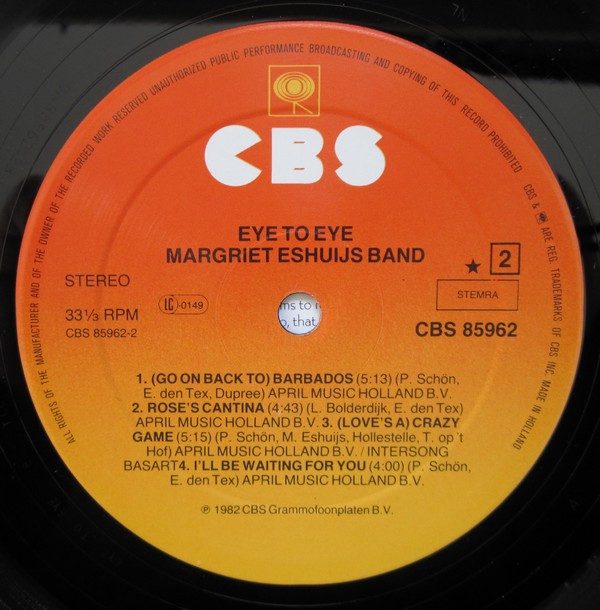 ALL RIGHTS OF THE MANUFACTURER AND OF THE OWNER OF THE RECORDED WORK RESERVED UNAUTHORIZED PUBLIC PERFORMANCE BROADCASTING AND COPYING OF THIS RECORD PROHIBITED
CBS & ARE REG. TRADEMARKS OF CBS INC. MADE IN HOLLAND
CBS
EYE TO EYE
MARGRIET ESHUIJS BAND
★ 2
STEREO
STEMRA
33⅓ RPM
LC-0149
CBS 85962-2
CBS 85962
ms to
o, that
1. (GO ON BACK TO) BARBADOS (5:13) (P. Schön,
E. den Tex, Dupree) APRIL MUSIC HOLLAND B.V.
2. ROSE'S CANTINA (4:43) (L. Bolderdijk, E. den Tex)
APRIL MUSIC HOLLAND B.V. 3. (LOVE'S A) CRAZY
GAME (5:15) (P. Schön, M. Eshuijs, Hollestelle, T. op 't
Hof) APRIL MUSIC HOLLAND B.V. / INTERSONG
BASART4. I'LL BE WAITING FOR YOU (4:00) (P. Schön,
E. den Tex) APRIL MUSIC HOLLAND B.V.
℗ 1982 CBS Grammofoonplaten B.V.